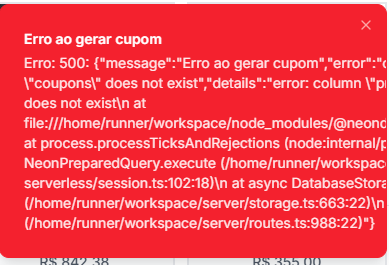 Erro ao gerar cupom
Erro: 500: {"message":"Erro ao gerar cupom","error":"
\"coupons\" does not exist","details":"error: column \"p
does not exist\n at
file:///home/runner/workspace/node_modules/@neond
at process.processTicksAndRejections (node:internal/p
NeonPreparedQuery.execute (/home/runner/workspace
serverless/session.ts:102:18)\n at async DatabaseStora
(/home/runner/workspace/server/storage.ts:663:22)\n
(/home/runner/workspace/server/routes.ts:988:22)"}
R$ 842,38
R$ 355,00